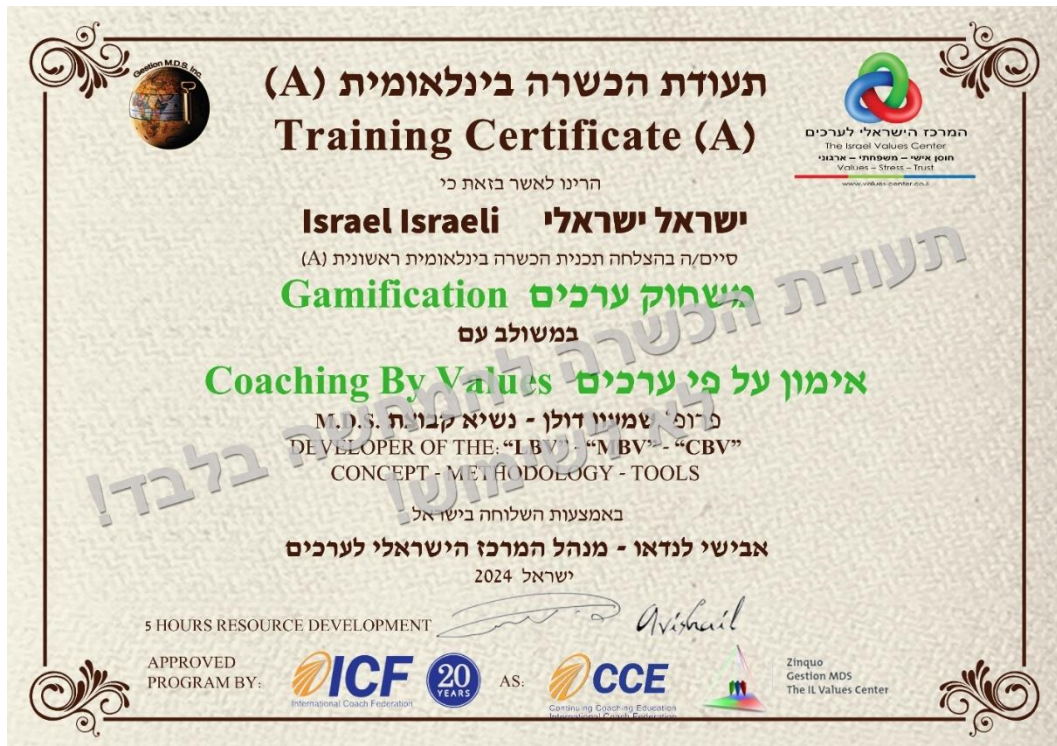 Gestion M.D.S. Inc.
תעודת הכשרה בינלאומית (A)
Training Certificate (A)
המרכז הישראלי לערכים
The Israel Values Center
חוסן אישי – משפחתי – ארגוני
Values – Stress – Trust
www.values-center.co.il
הרינו לאשר בזאת כי
ישראל ישראלי Israel Israeli
סיים/ה בהצלחה תכנית הכשרה בינלאומית ראשונית (A)
משחוק ערכים Gamification
במשולב עם
אימון על פי ערכים Coaching By Values
פרופ' שמעון דולן - נשיא קבוצת M.D.S.
DEVELOPER OF THE: “LBV” - “MBV” - “CBV”
CONCEPT - METHODOLOGY - TOOLS
תעודת הכשרה להמחשה בלבד!
לא לשימוש!
באמצעות השלוחה בישראל
אבישי לנדאו - מנהל המרכז הישראלי לערכים
ישראל 2024
5 HOURS RESOURCE DEVELOPMENT
APPROVED
PROGRAM BY:
ICF
International Coach Federation
20
YEARS
AS:
CCE
Continuing Coaching Education
International Coach Federation
Zinquo
Gestion MDS
The IL Values Center